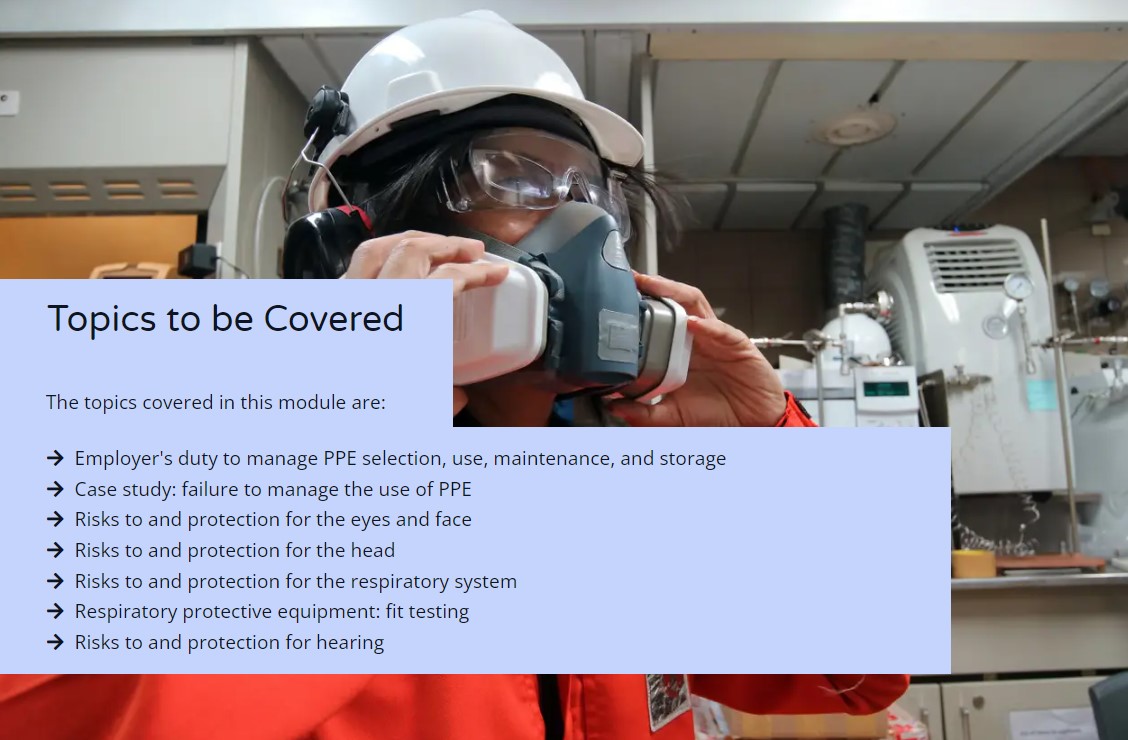 Topics to be Covered
The topics covered in this module are:
→ Employer's duty to manage PPE selection, use, maintenance, and storage
→ Case study: failure to manage the use of PPE
→ Risks to and protection for the eyes and face
→ Risks to and protection for the head
→ Risks to and protection for the respiratory system
→ Respiratory protective equipment: fit testing
→ Risks to and protection for hearing